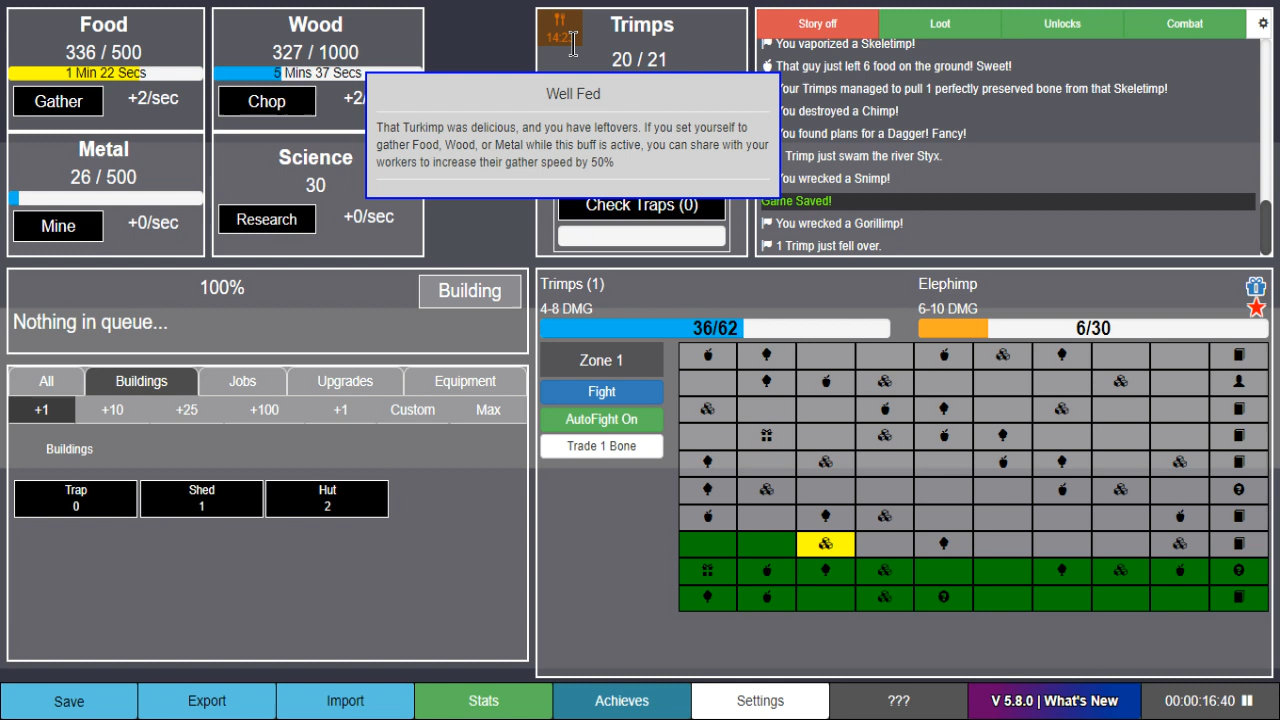 Food
336 / 500
1 Min 22 Secs
Gather
+2/sec
Wood
327 / 1000
5 Mins 37 Secs
Chop
Metal
26 / 500
Mine
+0/sec
Science
30
Research
+0/sec
Trimps
20 / 21
Check Traps (0)
Well Fed
That Turkimp was delicious, and you have leftovers. If you set yourself to
gather Food, Wood, or Metal while this buff is active, you can share with your
workers to increase their gather speed by 50%
Story off
Loot
Unlocks
Combat
You vaporized a Skeletimp!
That guy just left 6 food on the ground! Sweet!
Your Trimps managed to pull 1 perfectly preserved bone from that Skeletimp!
You destroyed a Chimp!
You found plans for a Dagger! Fancy!
Trimp just swam the river Styx.
You wrecked a Snimp!
Game Saved!
You wrecked a Gorillimp!
1 Trimp just fell over.
100%
Building
Nothing in queue...
All
Buildings
Jobs
Upgrades
Equipment
+1
+10
+25
+100
+1
Custom
Max
Buildings
Trap
0
Shed
1
Hut
2
Trimps (1)
4-8 DMG
36/62
Elephimp
6-10 DMG
6/30
Zone 1
Fight
AutoFight On
Trade 1 Bone
Save
Export
Import
Stats
Achieves
Settings
???
V 5.8.0 | What's New
00:00:16:40